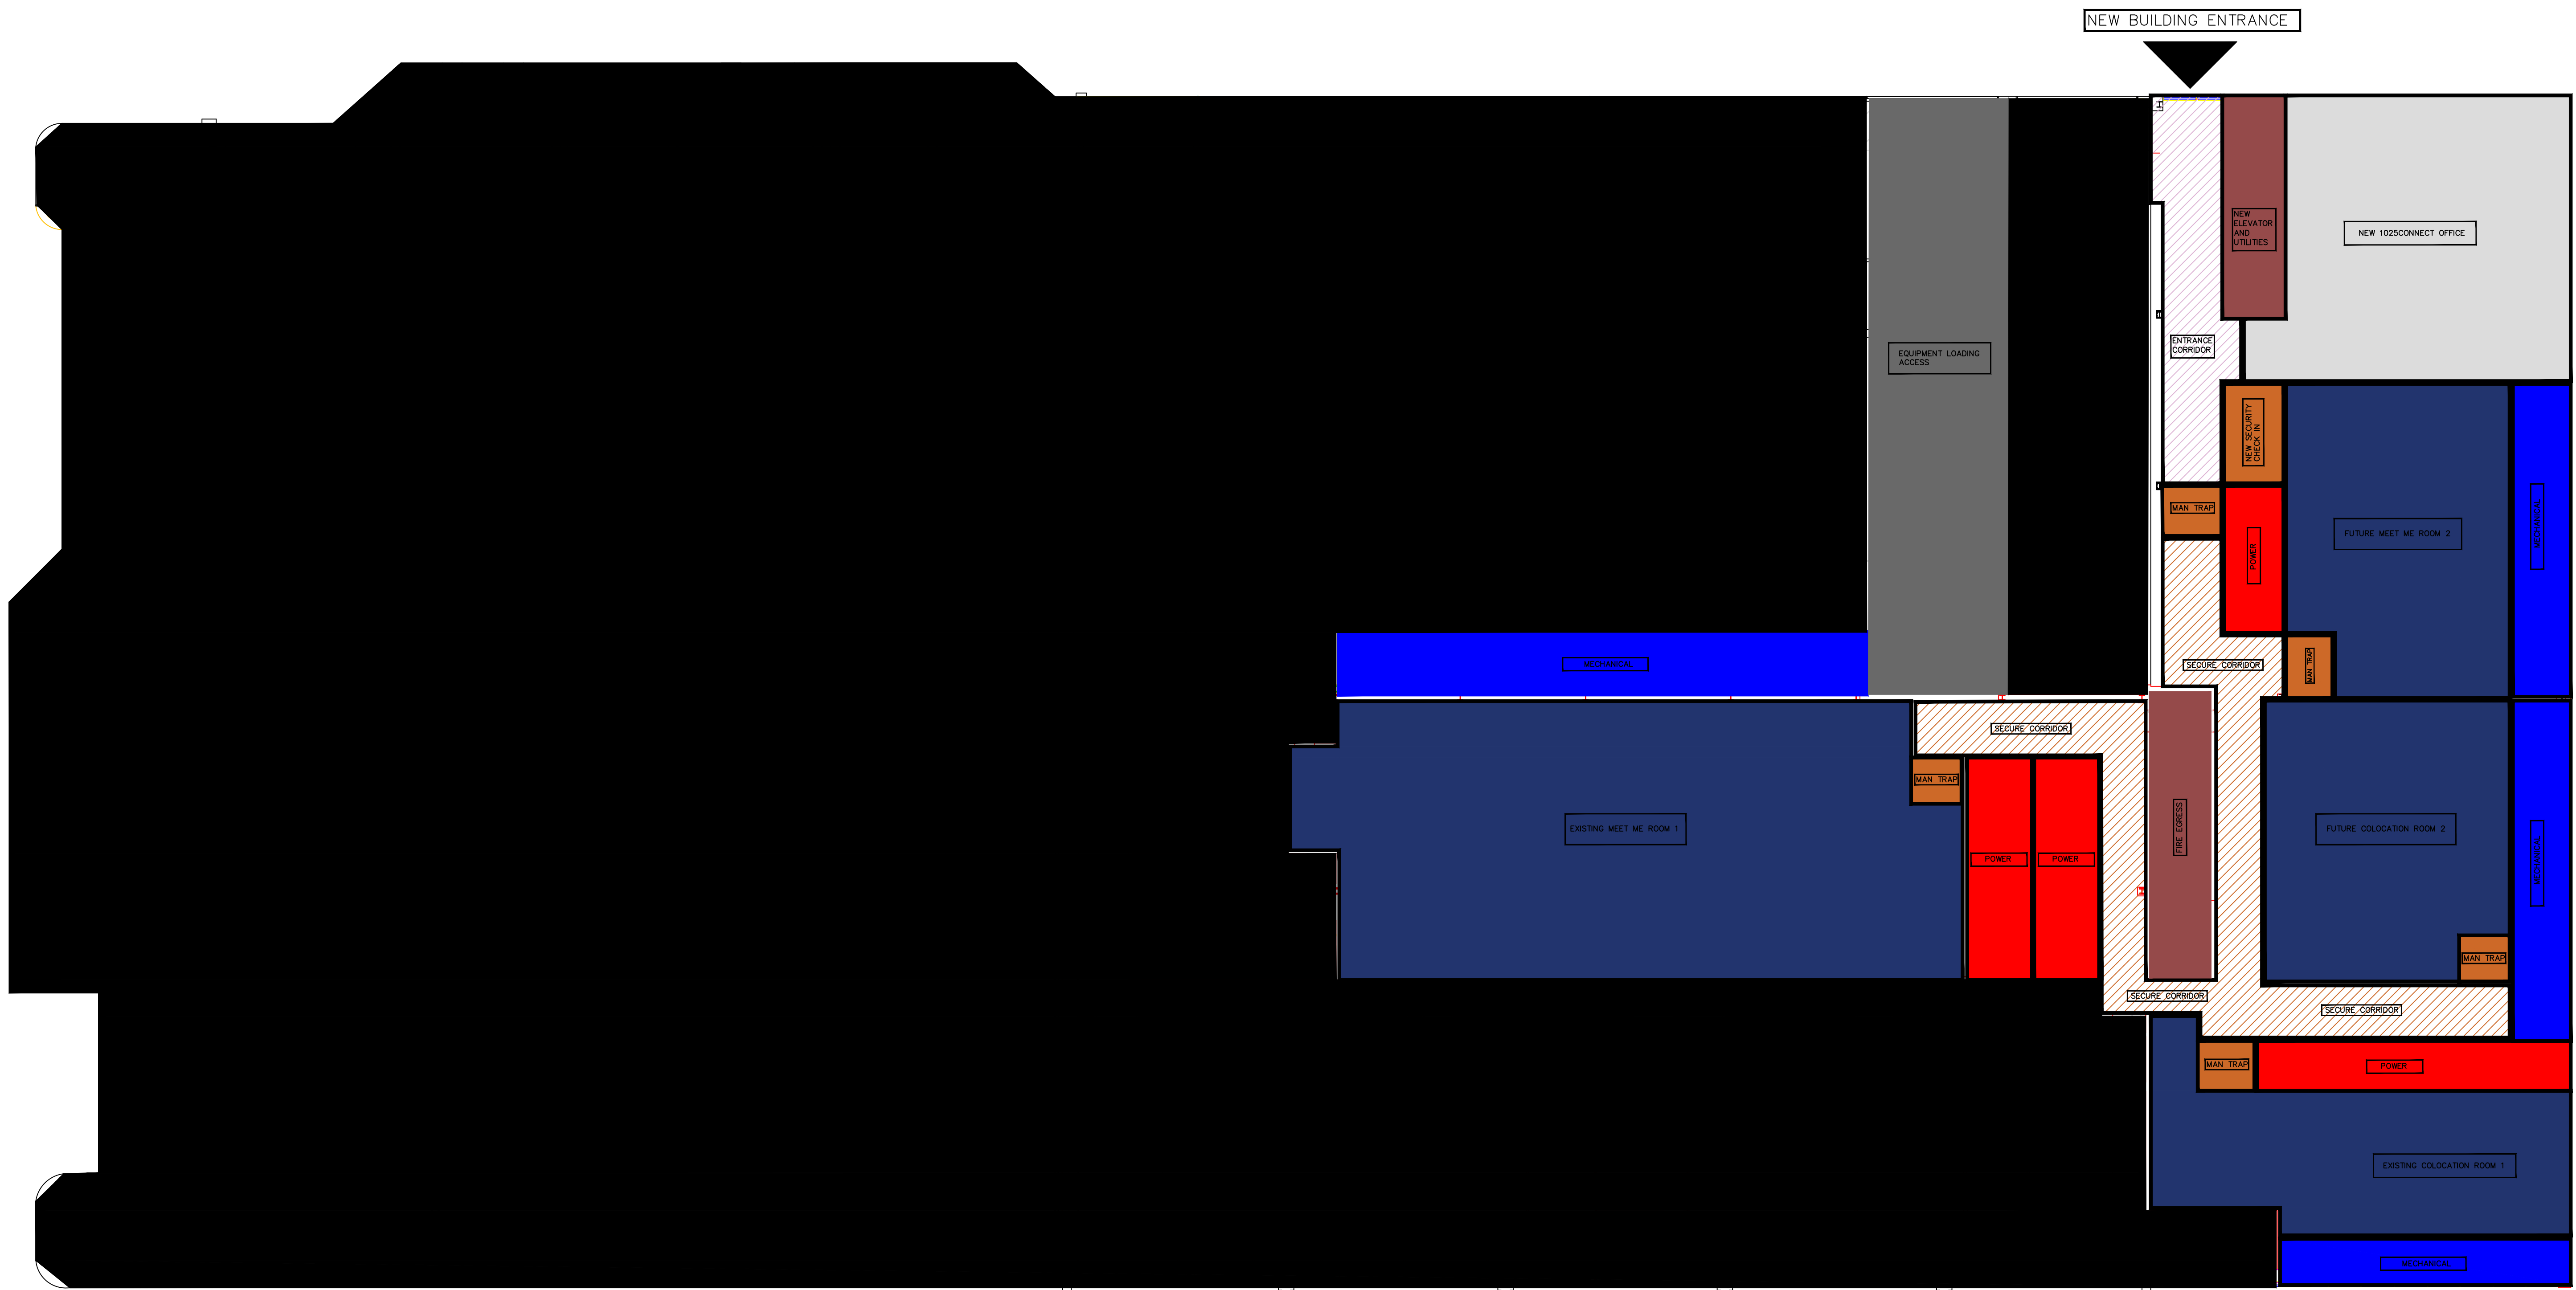 NEW BUILDING ENTRANCE
NEW
ELEVATOR
AND
UTILITIES
NEW 1025CONNECT OFFICE
ENTRANCE
CORRIDOR
EQUIPMENT LOADING
ACCESS
NEW SECURITY
CHECK IN
MAN TRAP
POWER
FUTURE MEET ME ROOM 2
MECHANICAL
MECHANICAL
SECURE CORRIDOR
MAN TRAP
SECURE CORRIDOR
MAN TRAP
EXISTING MEET ME ROOM 1
POWER
POWER
FIRE EGRESS
FUTURE COLOCATION ROOM 2
MECHANICAL
MAN TRAP
SECURE CORRIDOR
SECURE CORRIDOR
MAN TRAP
POWER
EXISTING COLOCATION ROOM 1
MECHANICAL